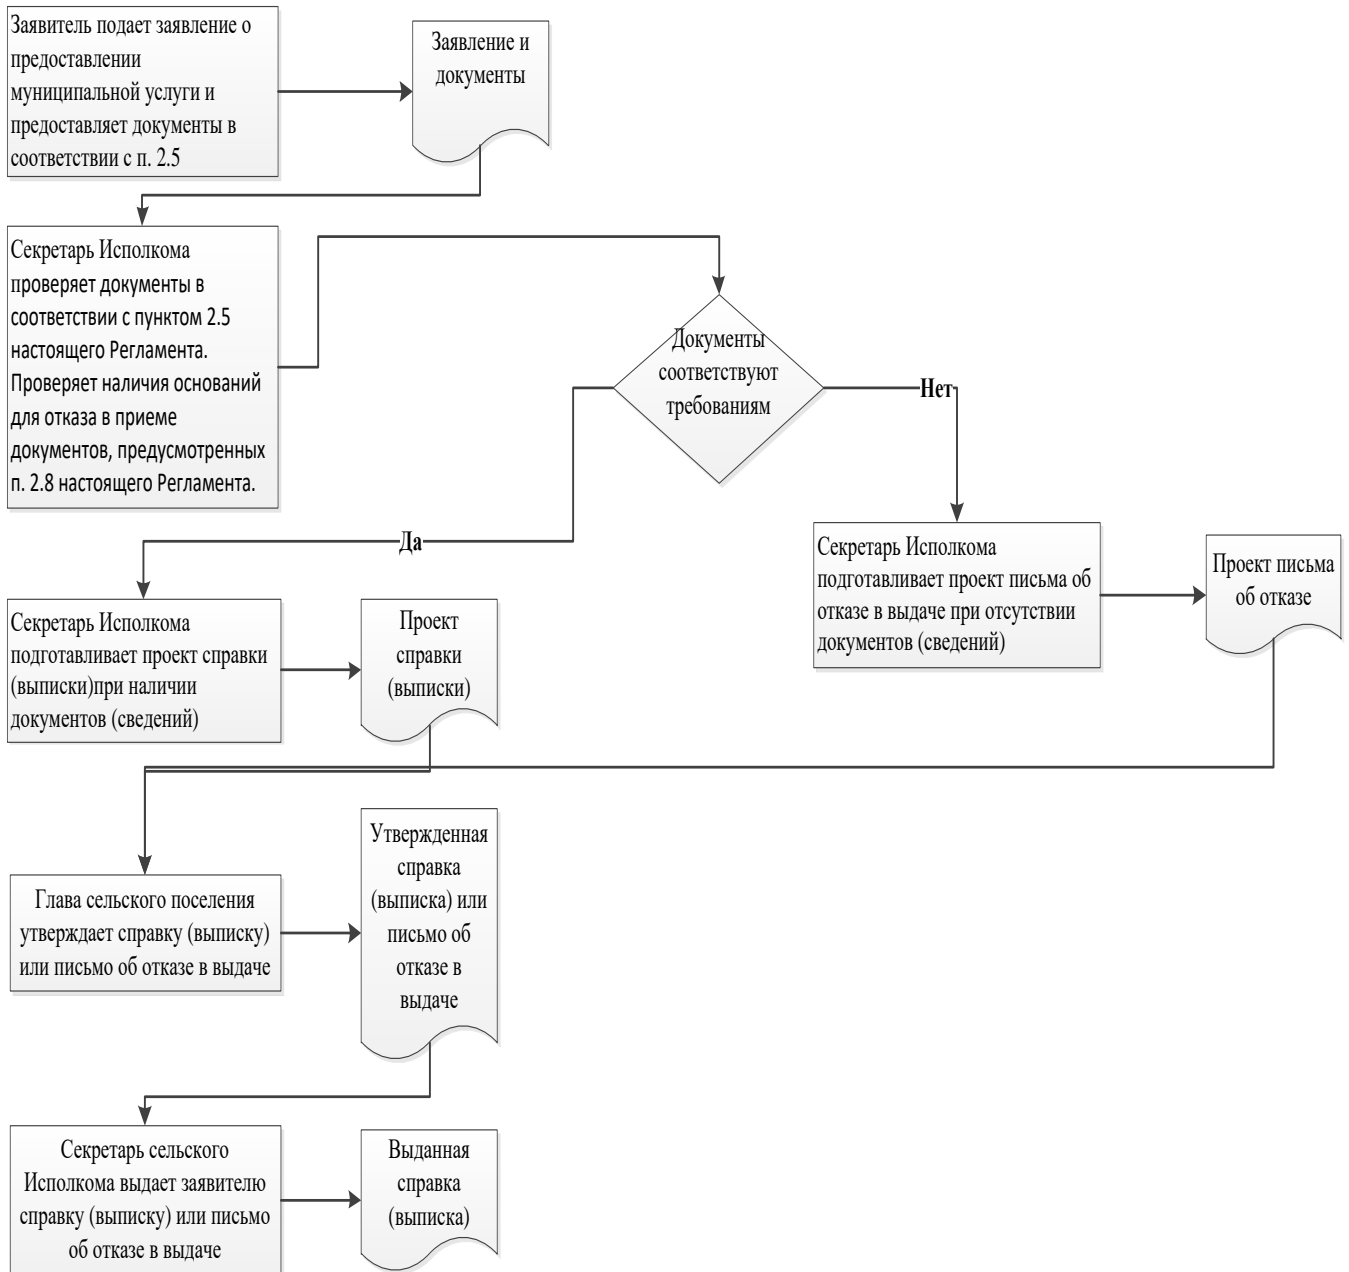 Заявитель подает заявление о
предоставлении
муниципальной услуги и
предоставляет документы в
соответствии с п. 2.5
Заявление и
документы
Секретарь Исполкома
проверяет документы в
соответствии с пунктом 2.5
настоящего Регламента.
Проверяет наличия оснований
для отказа в приеме
документов, предусмотренных
п. 2.8 настоящего Регламента.
Документы
соответствуют
требованиям
Нет
Да
Секретарь Исполкома
подготавливает проект письма об
отказе в выдаче при отсутствии
документов (сведений)
Проект письма
об отказе
Секретарь Исполкома
подготавливает проект справки
(выписки)при наличии
документов (сведений)
Проект
справки
(выписки)
Глава сельского поселения
утверждает справку (выписку)
или письмо об отказе в выдаче
Утвержденная
справка
(выписка) или
письмо об
отказе в
выдаче
Секретарь сельского
Исполкома выдает заявителю
справку (выписку) или письмо
об отказе в выдаче
Выданная
справка
(выписка)